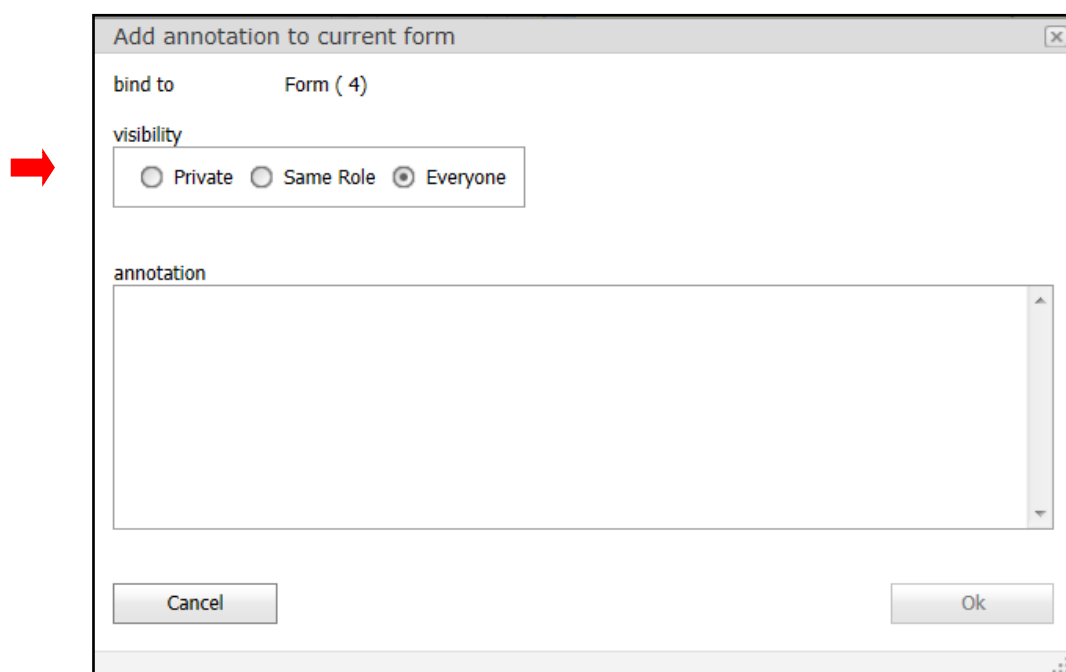 Add annotation to current form
bind to Form ( 4)
visibility
Private Same Role Everyone
annotation
Cancel Ok